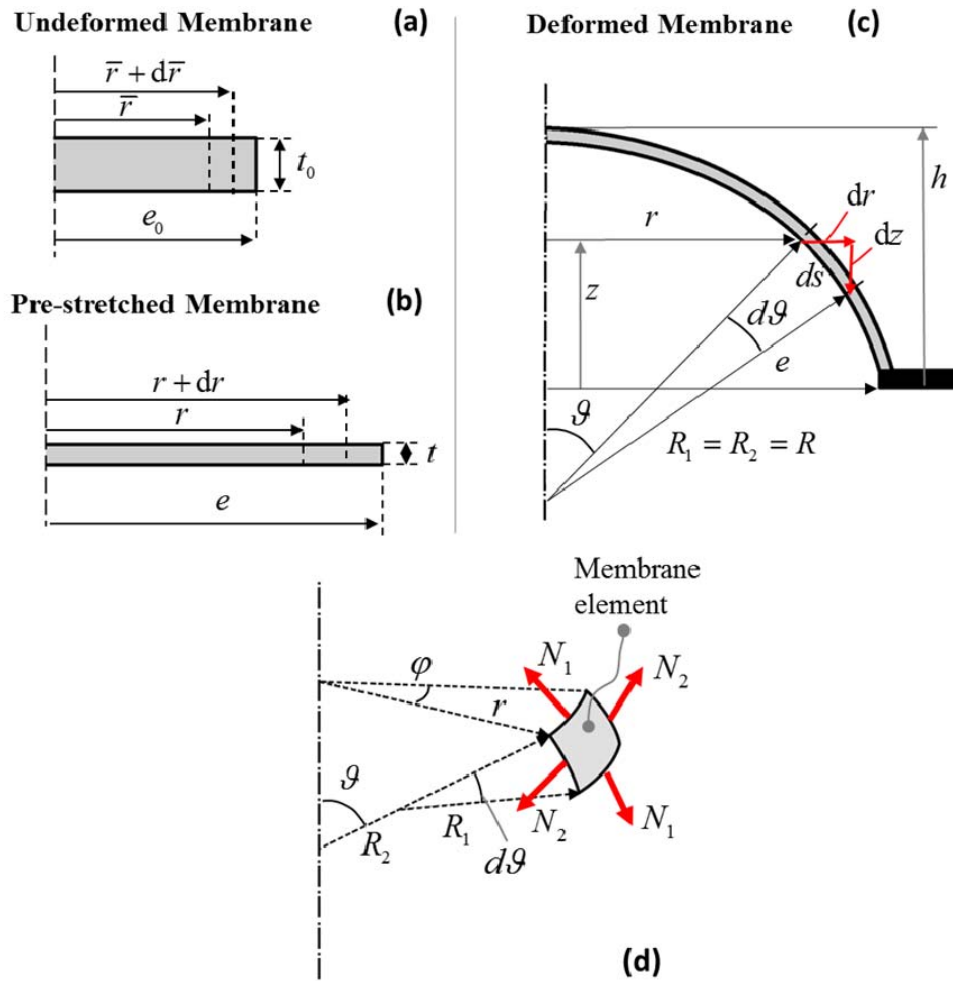 Undeformed Membrane (a)
r̅ + dr̅
r̅
t₀
e₀
Pre-stretched Membrane (b)
r + dr
r
t
e
Deformed Membrane (c)
h
dr
r
dz
ds
z
dϑ
e
ϑ
R₁ = R₂ = R
Membrane
element
N₁
N₂
φ
r
ϑ
R₂
R₁
N₂
N₁
dϑ
(d)